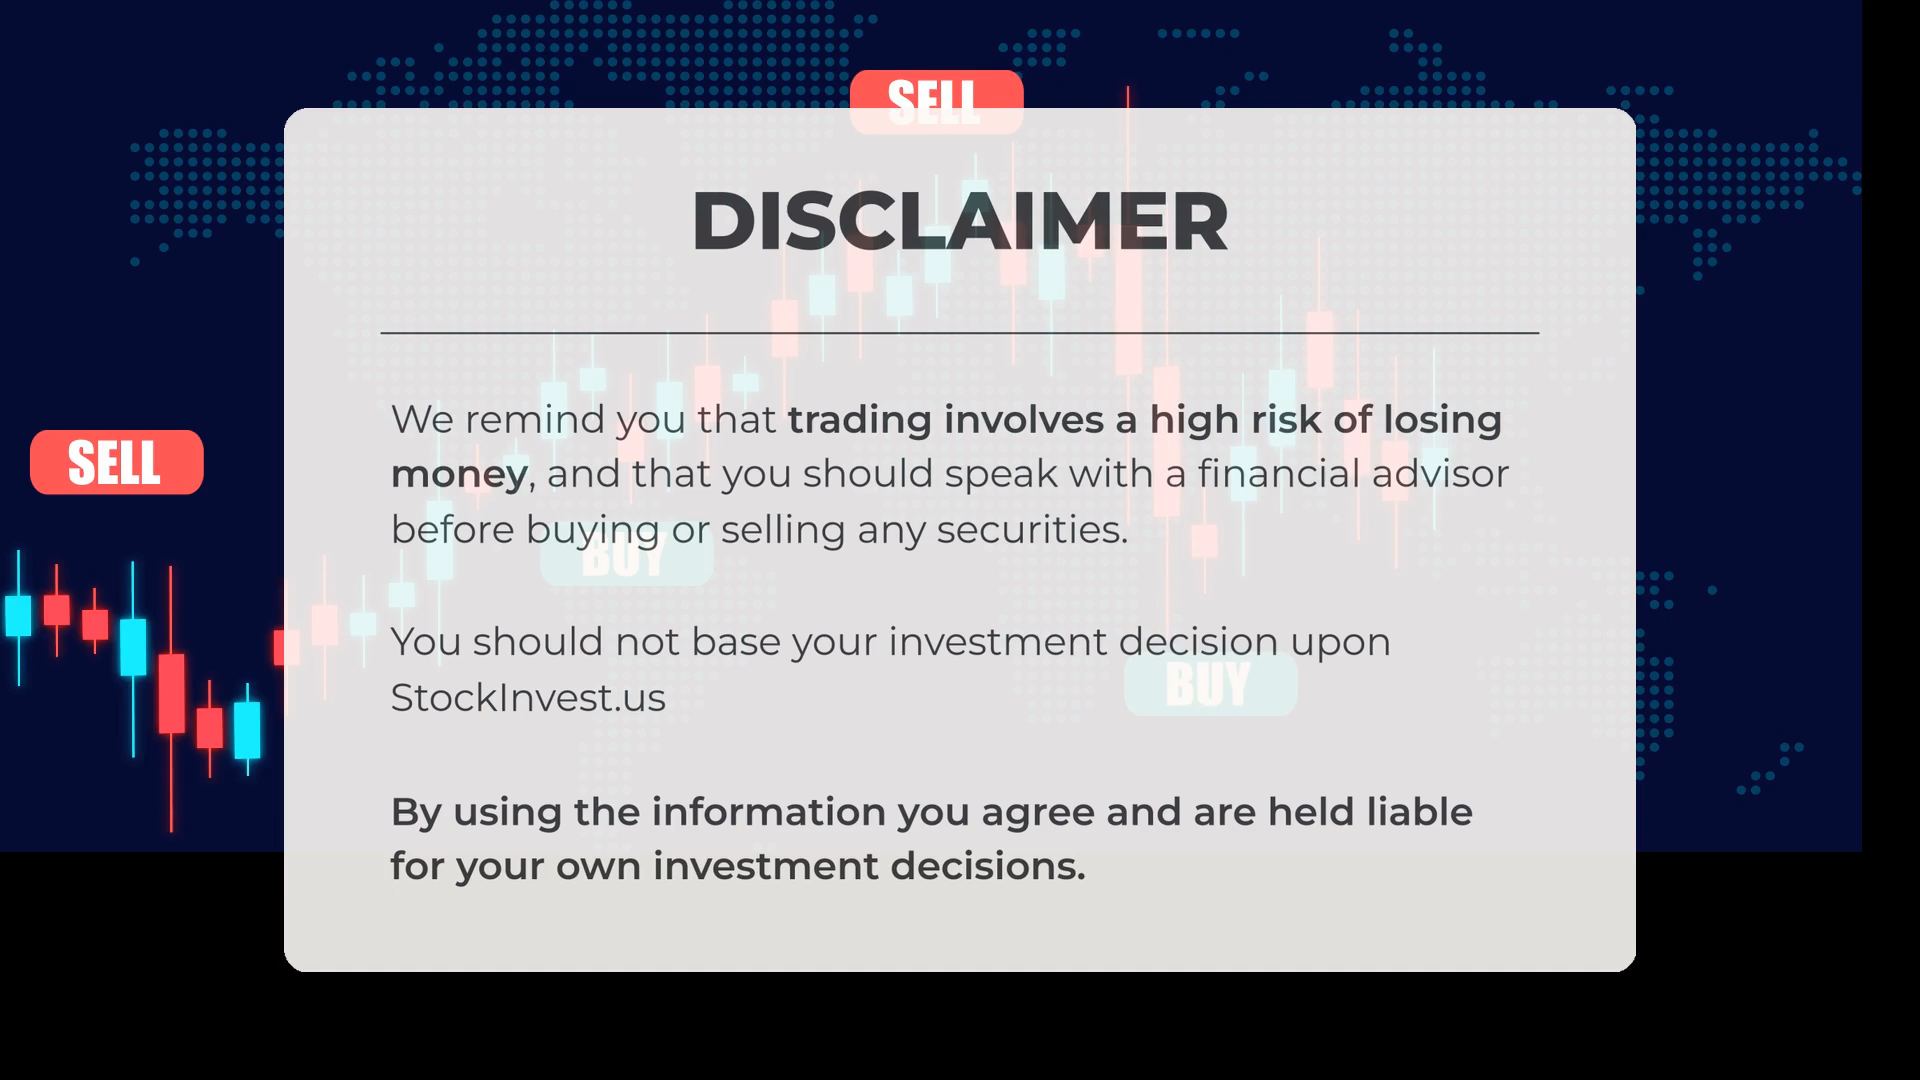 SELL
DISCLAIMER
We remind you that trading involves a high risk of losing
money, and that you should speak with a financial advisor
before buying or selling any securities.
SELL
BUY
You should not base your investment decision upon
StockInvest.us
BUY
By using the information you agree and are held liable
for your own investment decisions.